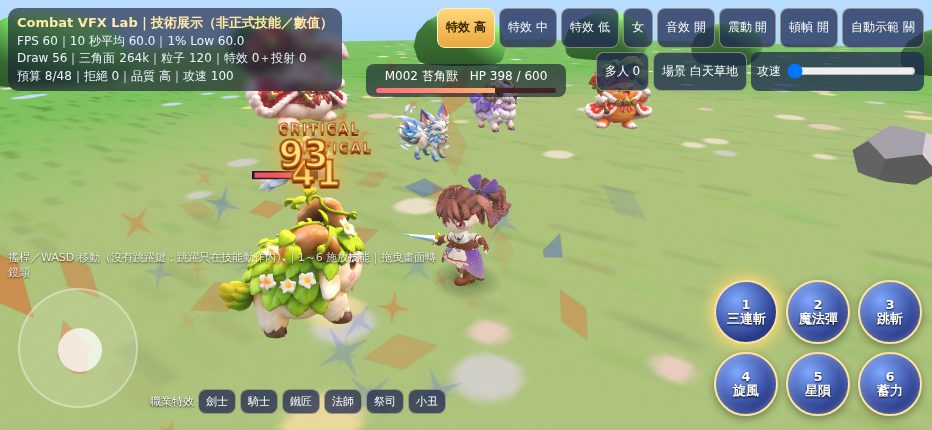 Combat VFX Lab｜技術展示（非正式技能／數值）
FPS 60｜10 秒平均 60.0｜1% Low 60.0
Draw 56｜三角面 264k｜粒子 120｜特效 0＋投射 0
預算 8/48｜拒絕 0｜品質 高｜攻速 100
特效 高
特效 中
特效 低
女
音效 開
震動 開
頓幀 開
自動示範 關
多人 0
場景 白天草地
攻速
M002 苔角獸 HP 398 / 600
CRITICAL
93
ICAL
41
搖桿／WASD 移動（沒有跳躍鍵；跳躍只在技能動作內）｜1~6 施放技能｜拖曳畫面轉
鏡頭
1
三連斬
2
魔法彈
3
跳斬
4
旋風
5
星隕
6
蓄力
職業特效
劍士
騎士
鐵匠
法師
祭司
小丑